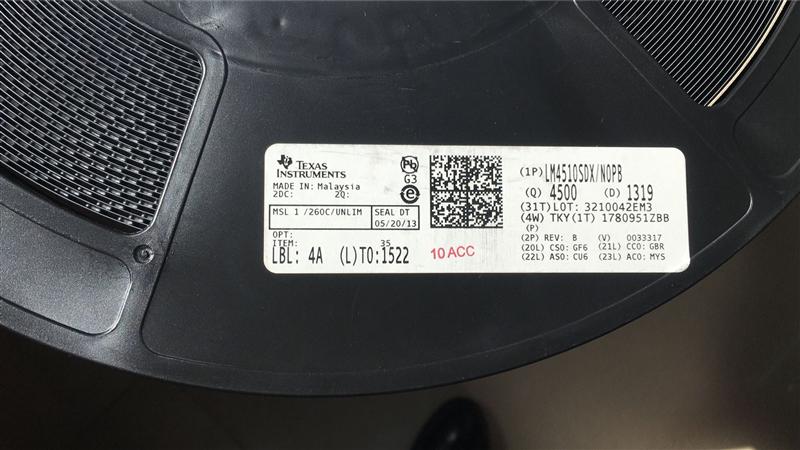 TEXAS
INSTRUMENTS
MADE IN: Malaysia
2DC: 2Q:
MSL 1 /260C/UNLIM
SEAL DT
05/20/13
OPT:
ITEM: 35
LBL: 4A (L)TO:1522
10 ACC
Pb
G3
e
(1P) LM4510SDX/NOPB
(Q) 4500 (D) 1319
(31T) LOT: 3210042EM3
(4W) TKY(1T) 1780951ZBB
(P)
(2P) REV: B (V) 0033317
(20L) CSO: GF6 (21L) CCO: GBR
(22L) ASO: CU6 (23L) ACO: MYS